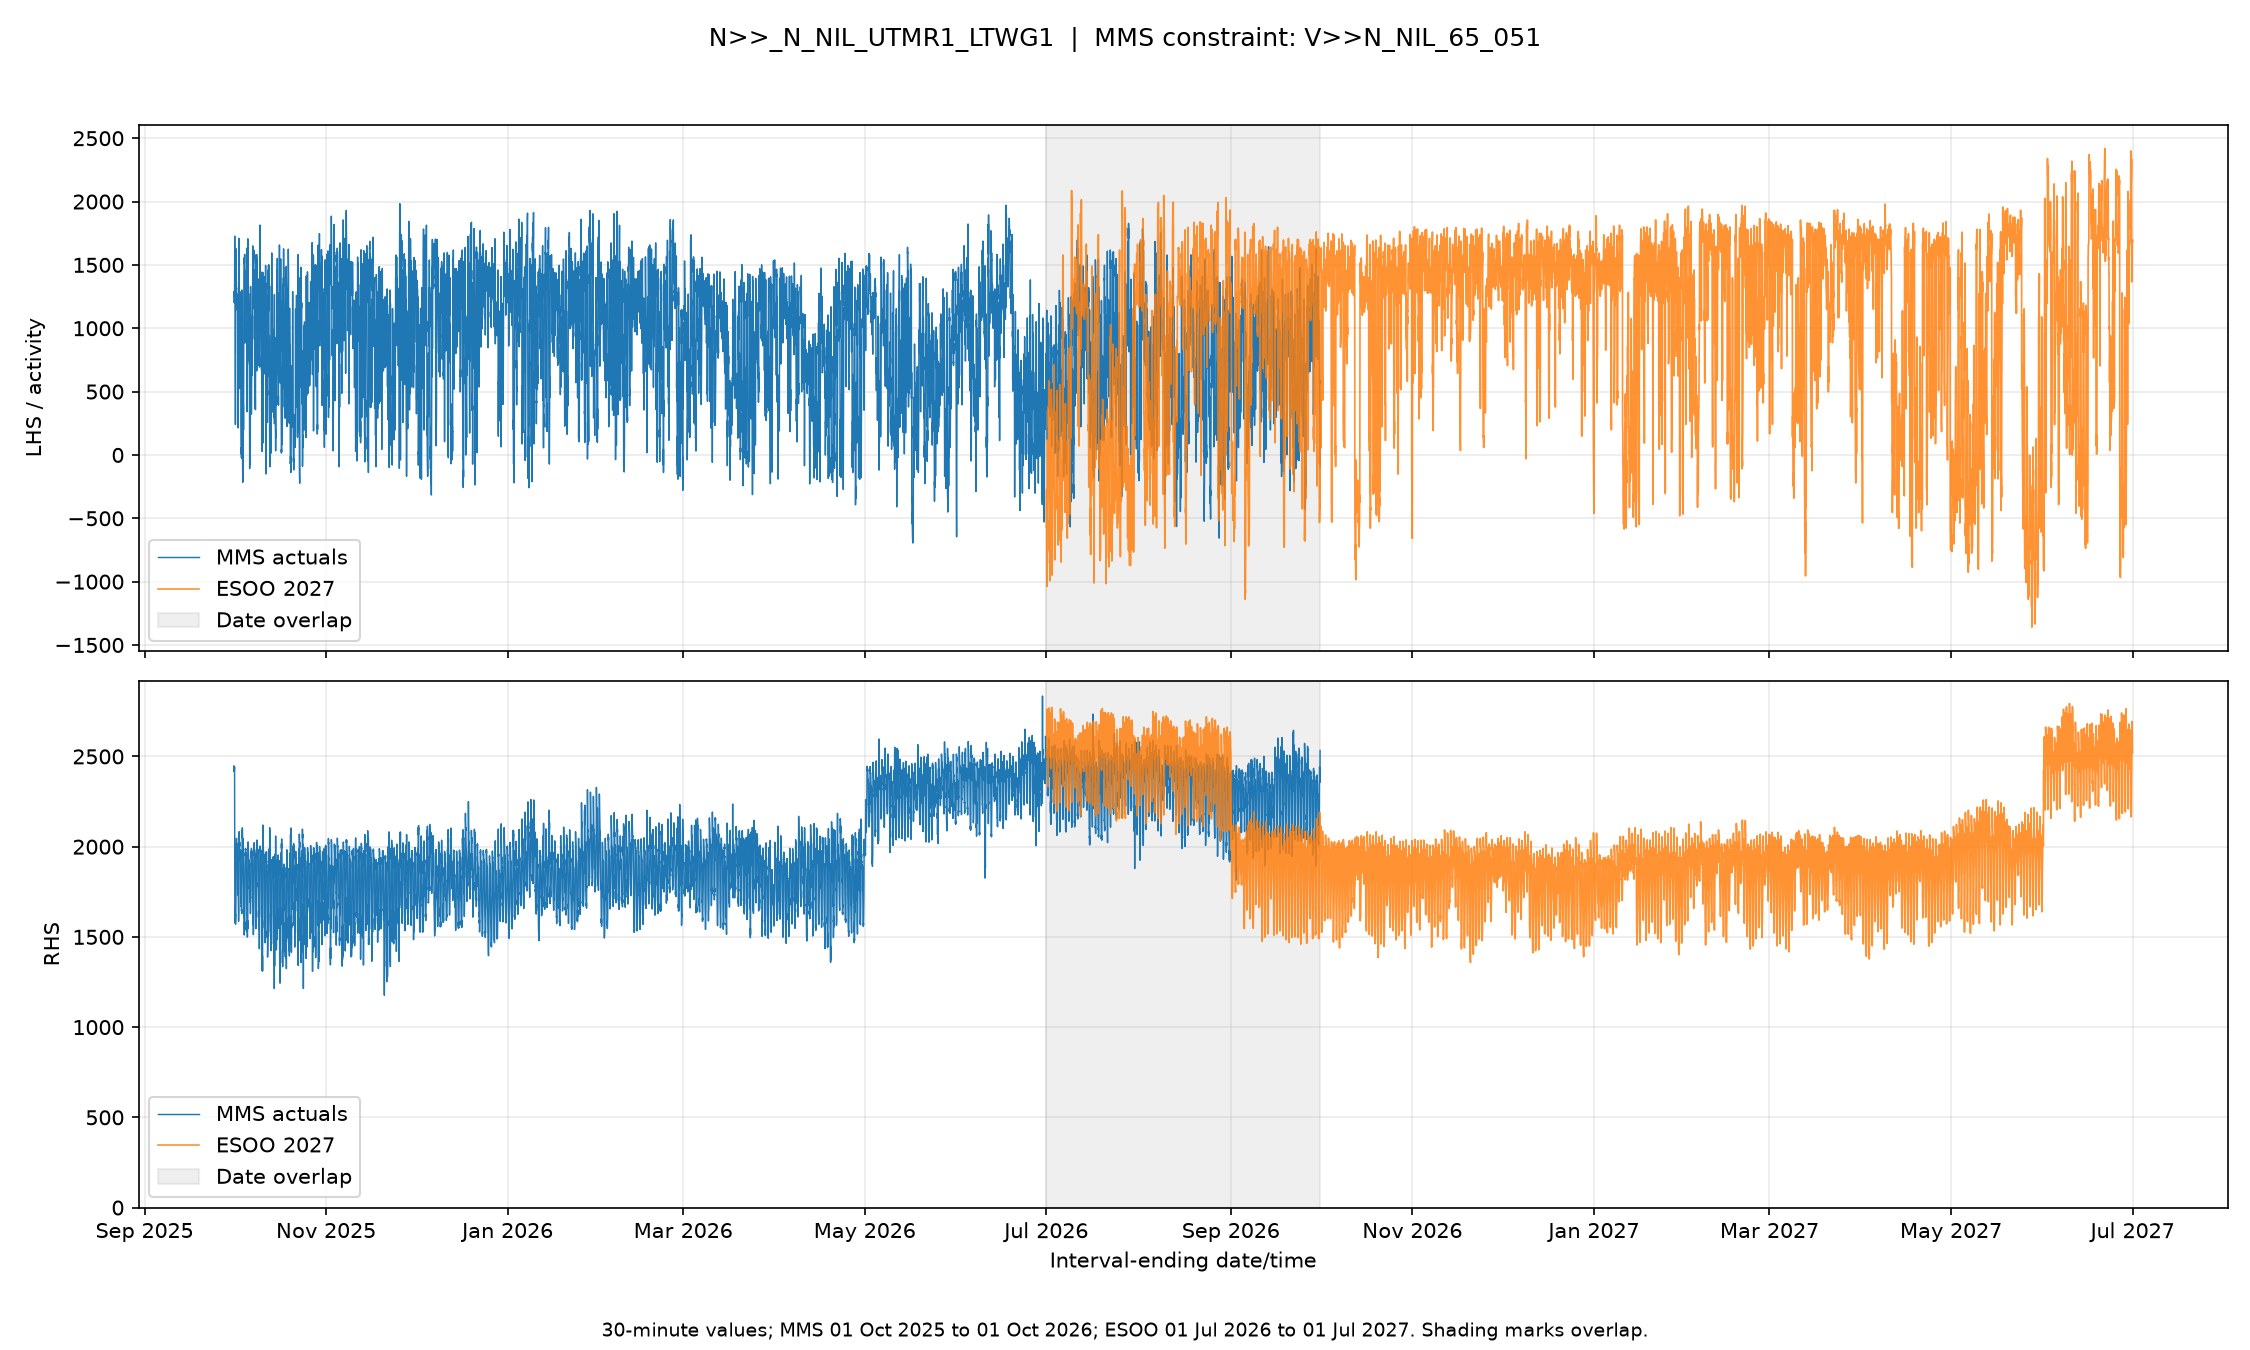 N>>_N_NIL_UTMR1_LTWG1  |  MMS constraint: V>>N_NIL_65_051
LHS / activity
2500
2000
1500
1000
500
0
−500
−1000
−1500
MMS actuals
ESOO 2027
Date overlap
RHS
2500
2000
1500
1000
500
0
MMS actuals
ESOO 2027
Date overlap
Sep 2025 Nov 2025 Jan 2026 Mar 2026 May 2026 Jul 2026 Sep 2026 Nov 2026 Jan 2027 Mar 2027 May 2027 Jul 2027
Interval-ending date/time
30-minute values; MMS 01 Oct 2025 to 01 Oct 2026; ESOO 01 Jul 2026 to 01 Jul 2027. Shading marks overlap.